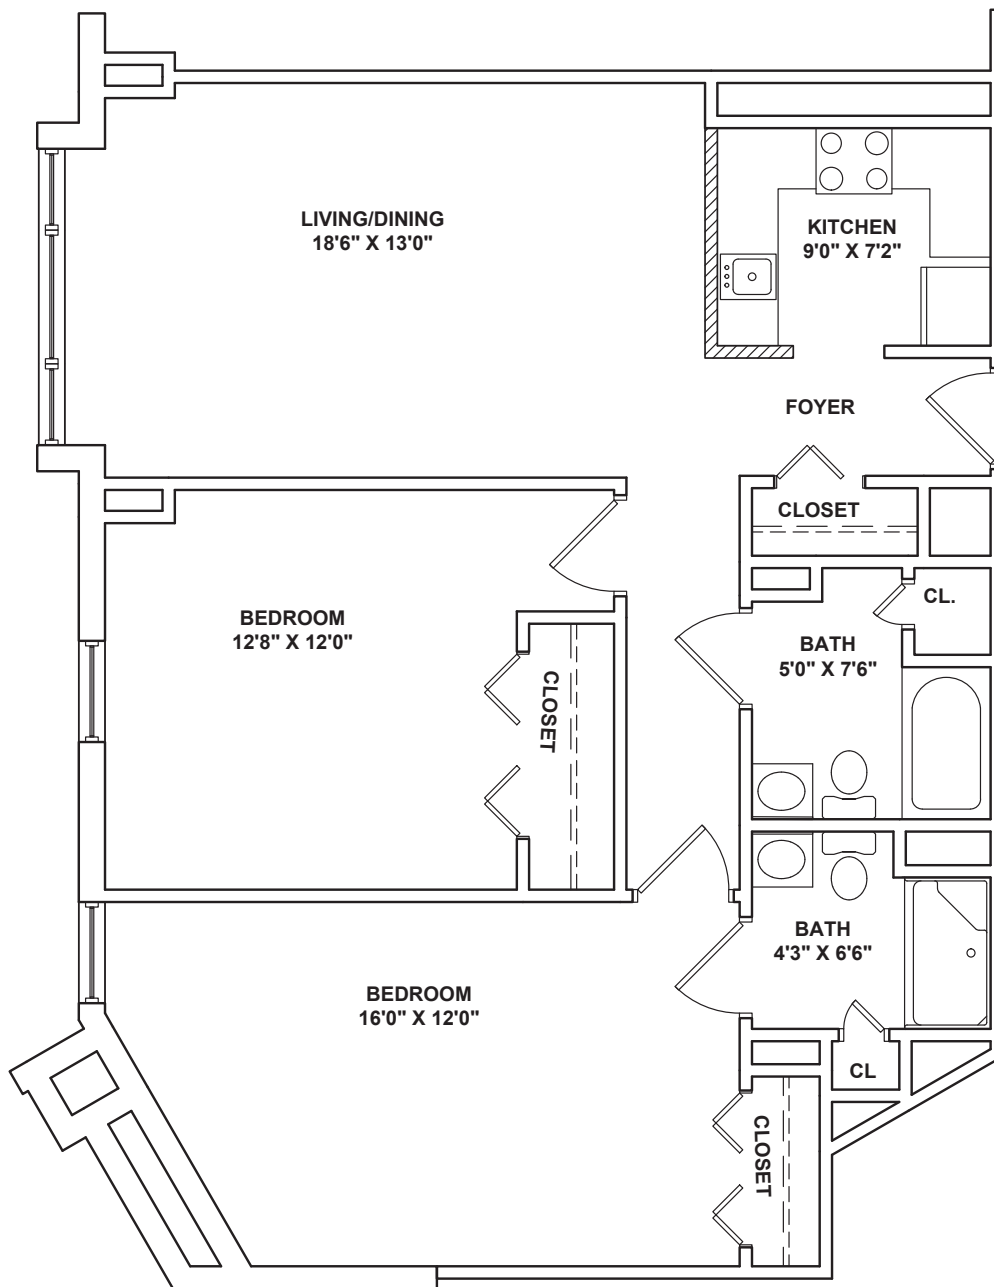 LIVING/DINING
18'6" X 13'0"
KITCHEN
9'0" X 7'2"
FOYER
CLOSET
CL.
BEDROOM
12'8" X 12'0"
BATH
5'0" X 7'6"
CLOSET
BATH
4'3" X 6'6"
BEDROOM
16'0" X 12'0"
CL
CLOSET